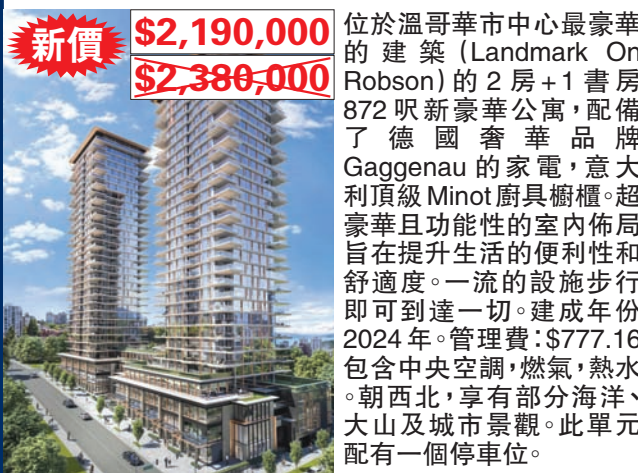 新價
$2,190,000
$2,380,000
位於溫哥華市中心最豪華
的建築(Landmark On
Robson)的2房+1書房
872呎新豪華公寓，配備
了德國奢華品牌
Gaggenau的家電，意大
利頂級Minot廚具櫥櫃。超
豪華且功能性的室內佈局
旨在提升生活的便利性和
舒適度。一流的設施步行
即可到達一切。建成年份
2024年。管理費：$777.16
包含中央空調，燃氣，熱水
。朝西北，享有部分海洋、
大山及城市景觀。此單元
配有一個停車位。